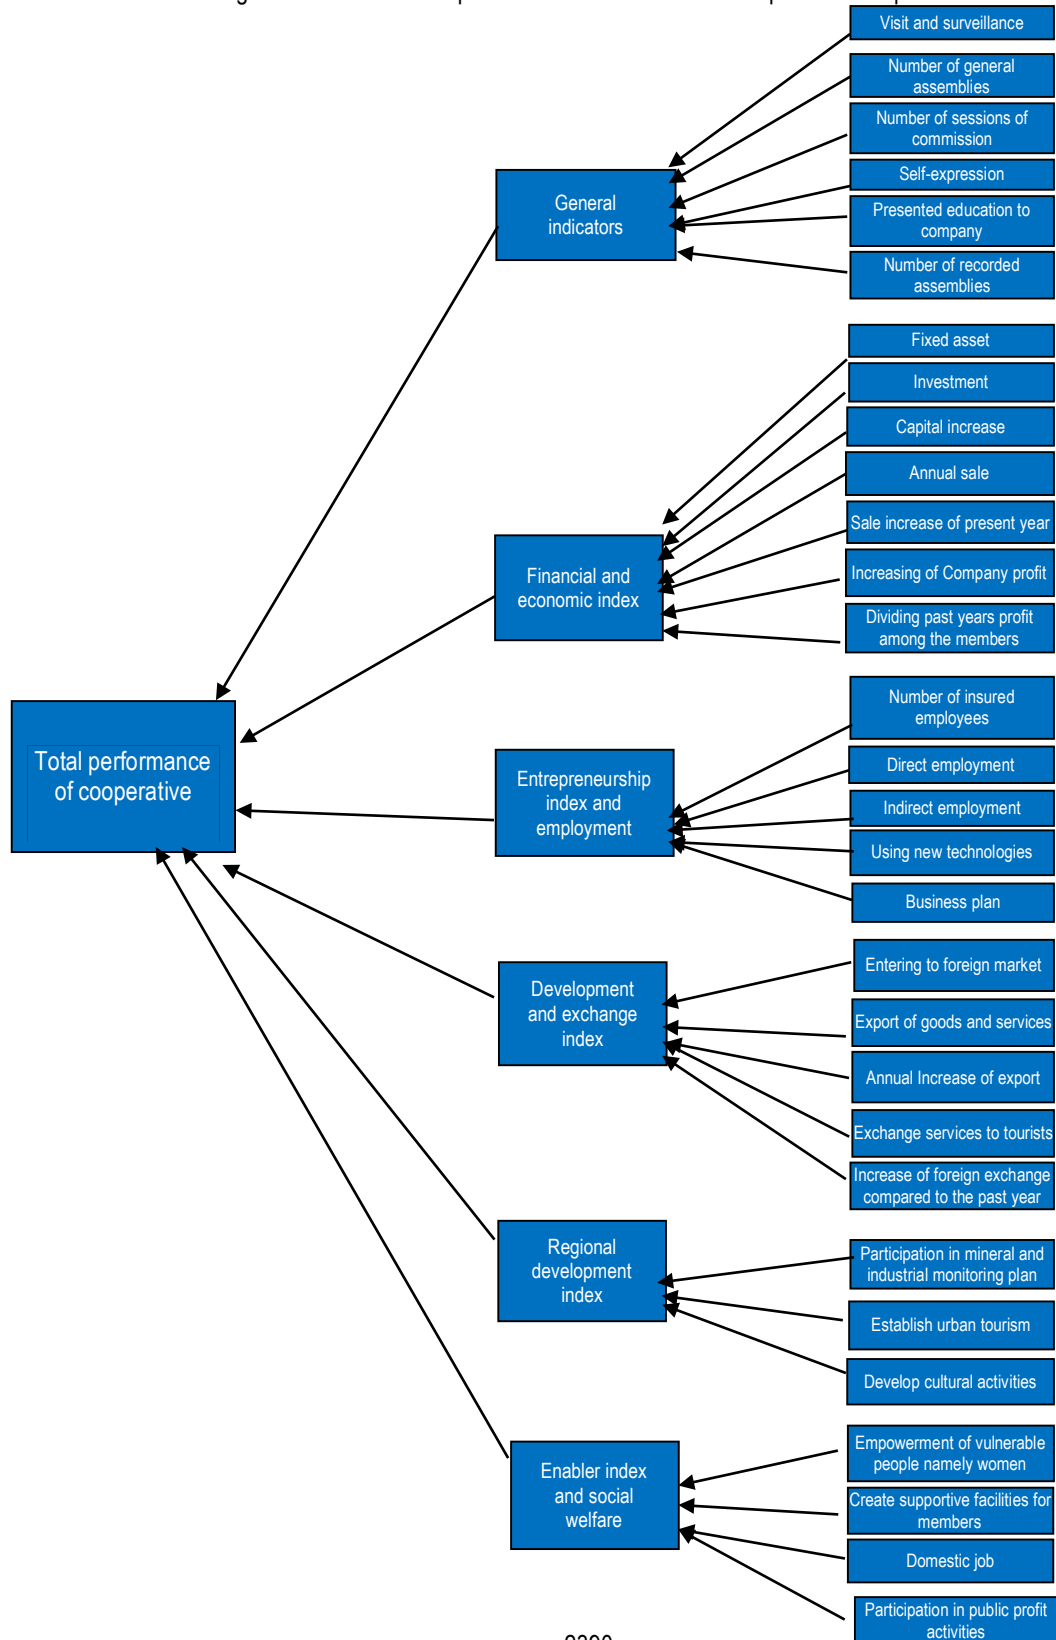 Visit and surveillance
Number of general
assemblies
Number of sessions of
commission
Self-expression
Presented education to
company
Number of recorded
assemblies
General
indicators
Fixed asset
Investment
Capital increase
Annual sale
Sale increase of present year
Increasing of Company profit
Dividing past years profit
among the members
Financial and
economic index
Total performance
of cooperative
Number of insured
employees
Direct employment
Indirect employment
Using new technologies
Business plan
Entrepreneurship
index and
employment
Entering to foreign market
Export of goods and services
Annual Increase of export
Exchange services to tourists
Increase of foreign exchange
compared to the past year
Development
and exchange
index
Participation in mineral and
industrial monitoring plan
Establish urban tourism
Develop cultural activities
Regional
development
index
Empowerment of vulnerable
people namely women
Create supportive facilities for
members
Domestic job
Participation in public profit
activities
Enabler index
and social
welfare